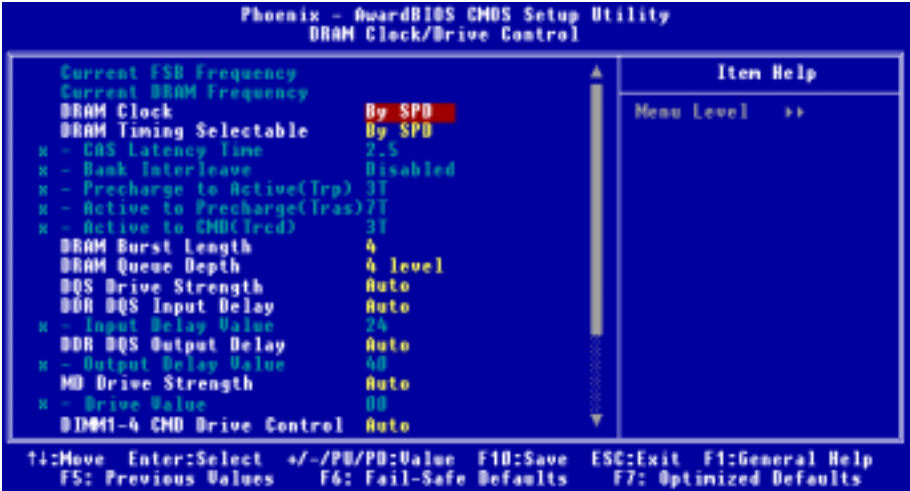 Phoenix - AwardBIOS CMOS Setup Utility
DRAM Clock/Drive Control
Current FSB Frequency
Current DRAM Frequency
DRAM Clock By SPD
DRAM Timing Selectable By SPD
x - CAS Latency Time 2.5
x - Bank Interleave Disabled
x - Precharge to Active(Trp) 3T
x - Active to Precharge(Tras)7T
x - Active to CMD(Trcd) 3T
DRAM Burst Length 4
DRAM Queue Depth 4 level
DQS Drive Strength Auto
DDR DQS Input Delay Auto
x - Input Delay Value 24
DDR DQS Output Delay Auto
x - Output Delay Value 40
MD Drive Strength Auto
x - Drive Value 00
DIMM1-4 CMD Drive Control Auto
Item Help
Menu Level ▸▸
↑↓:Move Enter:Select +/-/PU/PD:Value F10:Save ESC:Exit F1:General Help
F5: Previous Values F6: Fail-Safe Defaults F7: Optimized Defaults